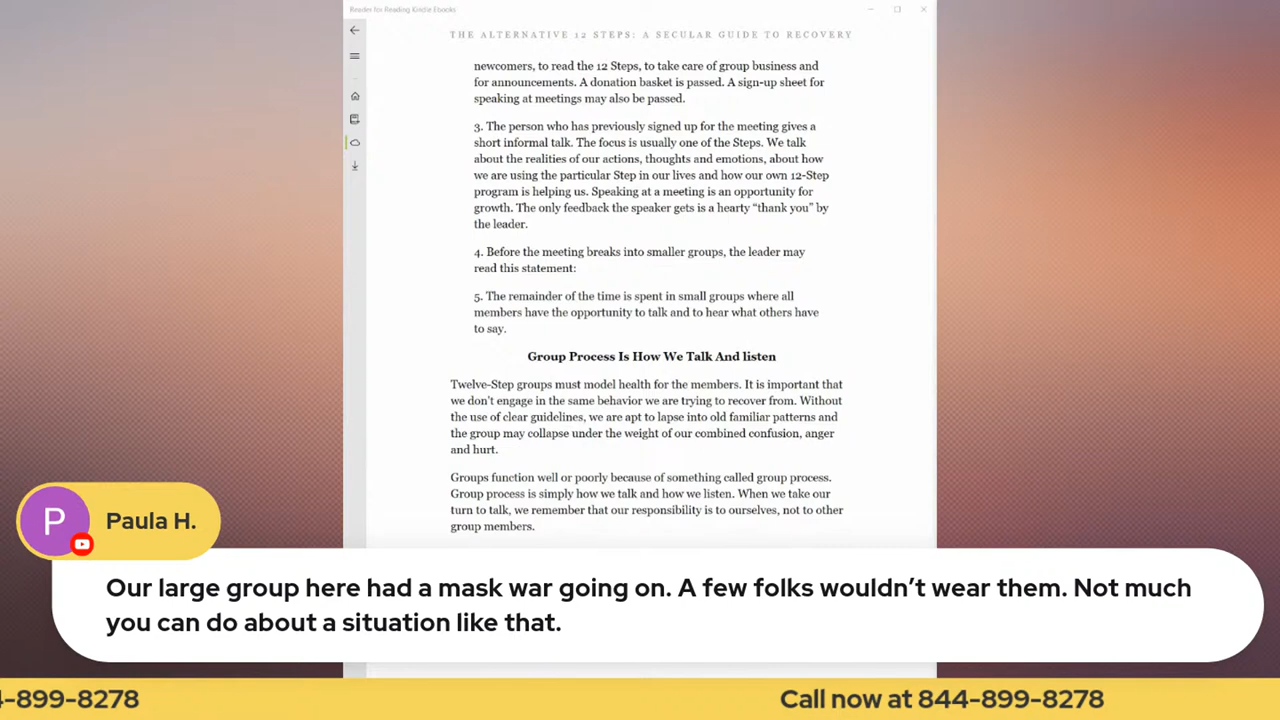 Reader for Reading Kindle Ebooks
THE ALTERNATIVE 12 STEPS: A SECULAR GUIDE TO RECOVERY
newcomers, to read the 12 Steps, to take care of group business and
for announcements. A donation basket is passed. A sign-up sheet for
speaking at meetings may also be passed.
3. The person who has previously signed up for the meeting gives a
short informal talk. The focus is usually one of the Steps. We talk
about the realities of our actions, thoughts and emotions, about how
we are using the particular Step in our lives and how our own 12-Step
program is helping us. Speaking at a meeting is an opportunity for
growth. The only feedback the speaker gets is a hearty “thank you” by
the leader.
4. Before the meeting breaks into smaller groups, the leader may
read this statement:
5. The remainder of the time is spent in small groups where all
members have the opportunity to talk and to hear what others have
to say.
Group Process Is How We Talk And listen
Twelve-Step groups must model health for the members. It is important that
we don't engage in the same behavior we are trying to recover from. Without
the use of clear guidelines, we are apt to lapse into old familiar patterns and
the group may collapse under the weight of our combined confusion, anger
and hurt.
Groups function well or poorly because of something called group process.
Group process is simply how we talk and how we listen. When we take our
turn to talk, we remember that our responsibility is to ourselves, not to other
group members.
P
Paula H.
Our large group here had a mask war going on. A few folks wouldn’t wear them. Not much
you can do about a situation like that.
4-899-8278
Call now at 844-899-8278